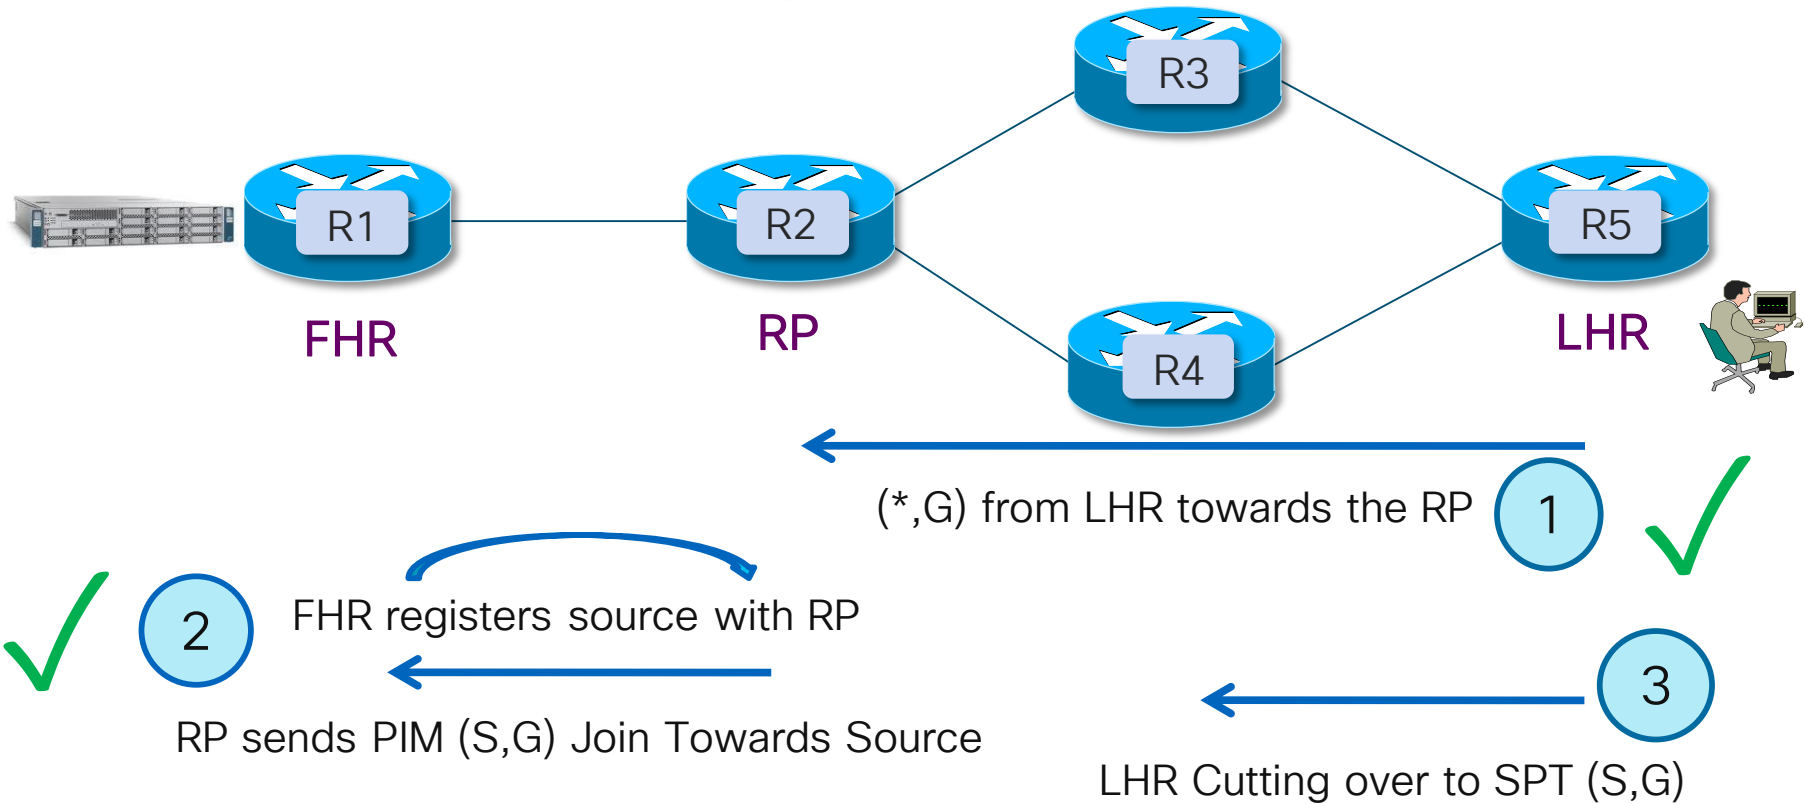 R3
R1
R2
R5
FHR
RP
LHR
R4
(*,G) from LHR towards the RP
1
2
FHR registers source with RP
3
RP sends PIM (S,G) Join Towards Source
LHR Cutting over to SPT (S,G)